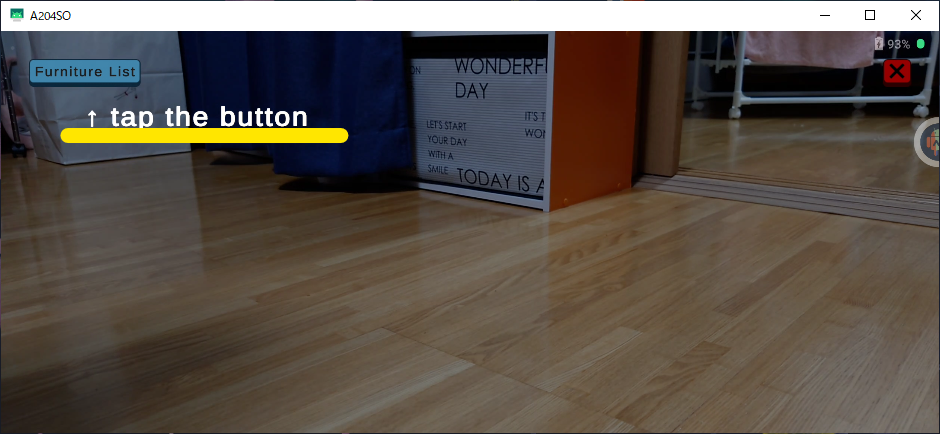 A204SO
93%
Furniture List
↑ tap the button
WONDERF
DAY
LET'S START
YOUR DAY
WITH A
SMILE
IT'S T
WON
TODAY IS A
ON